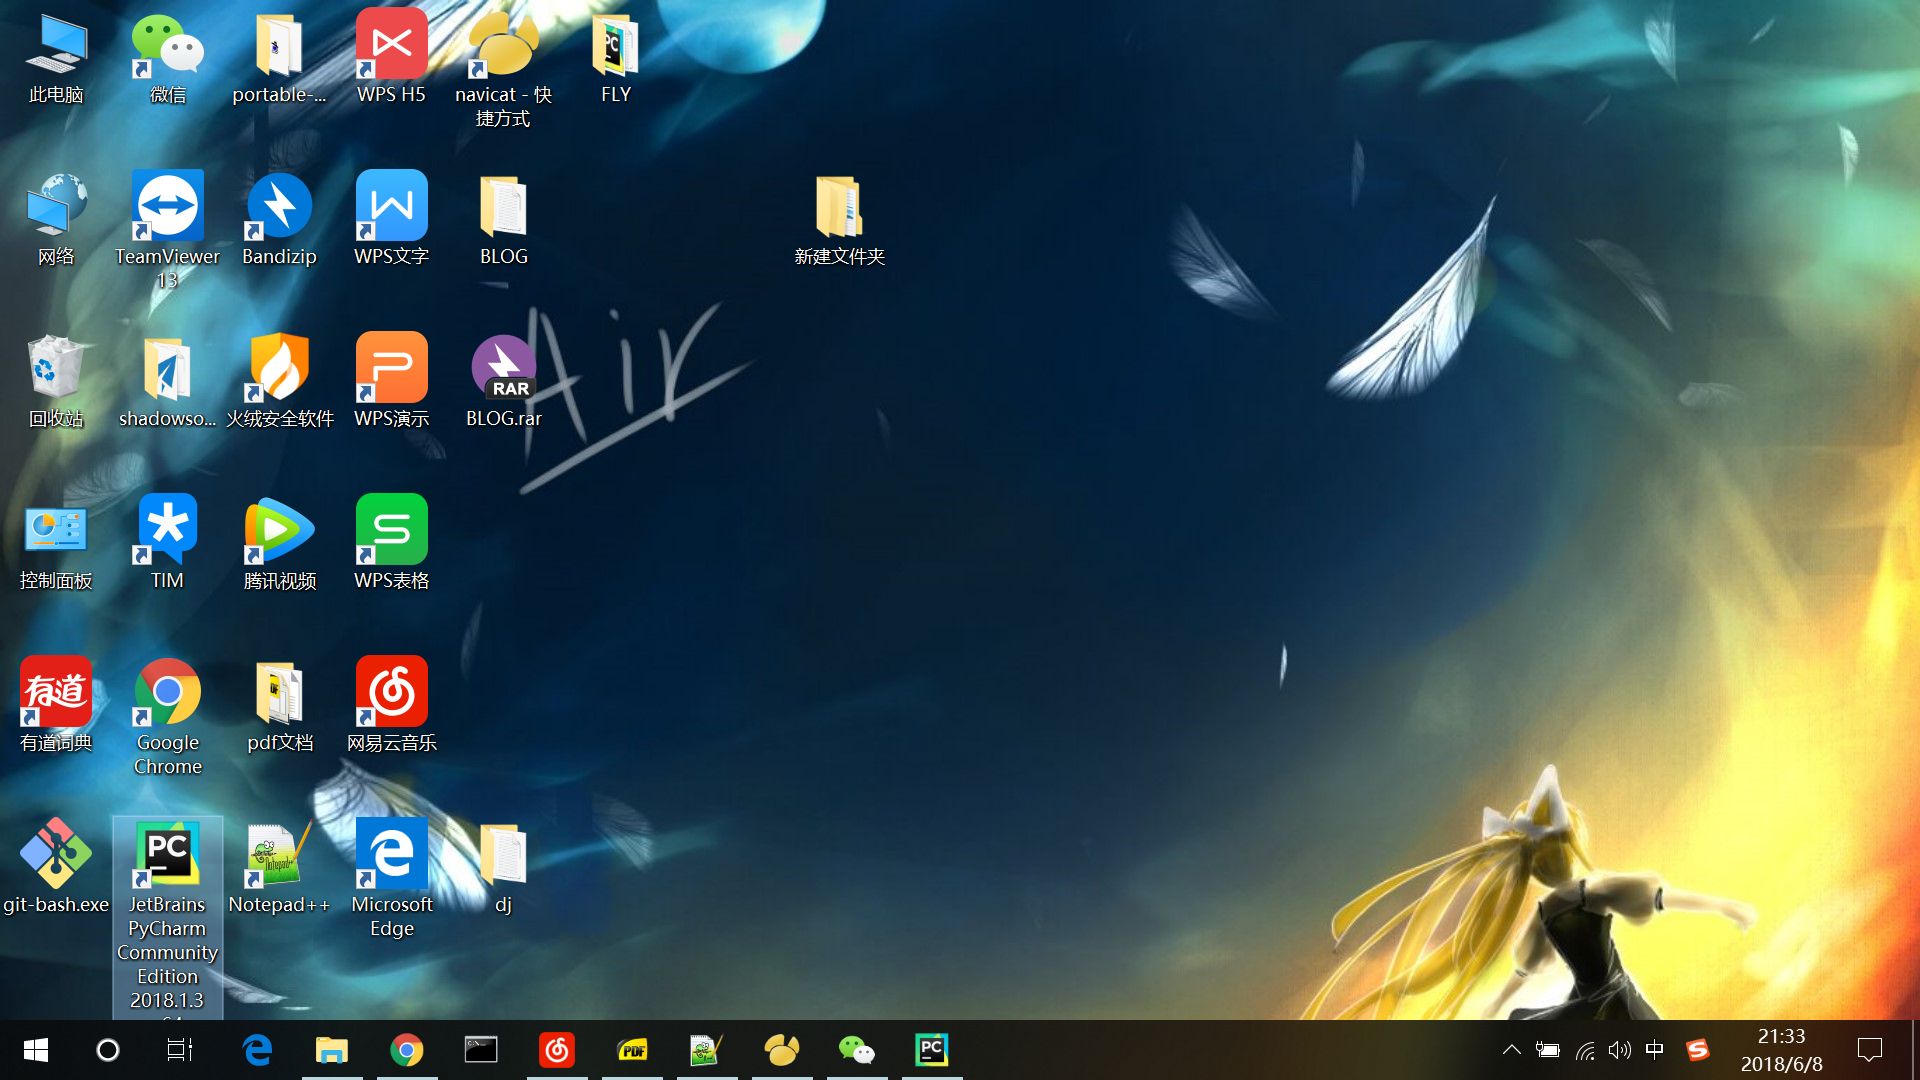 此电脑
微信
portable-...
WPS H5
navicat - 快
捷方式
FLY
网络
TeamViewer
13
Bandizip
WPS文字
BLOG
新建文件夹
Air
回收站
shadowso...
火绒安全软件
WPS演示
RAR
BLOG.rar
控制面板
TIM
腾讯视频
WPS表格
有道
有道词典
Google
Chrome
pdf文档
网易云音乐
git-bash.exe
PC
JetBrains
PyCharm
Community
Edition
2018.1.3
Notepad++
Microsoft
Edge
dj
PDF
PC
中
21:33
2018/6/8